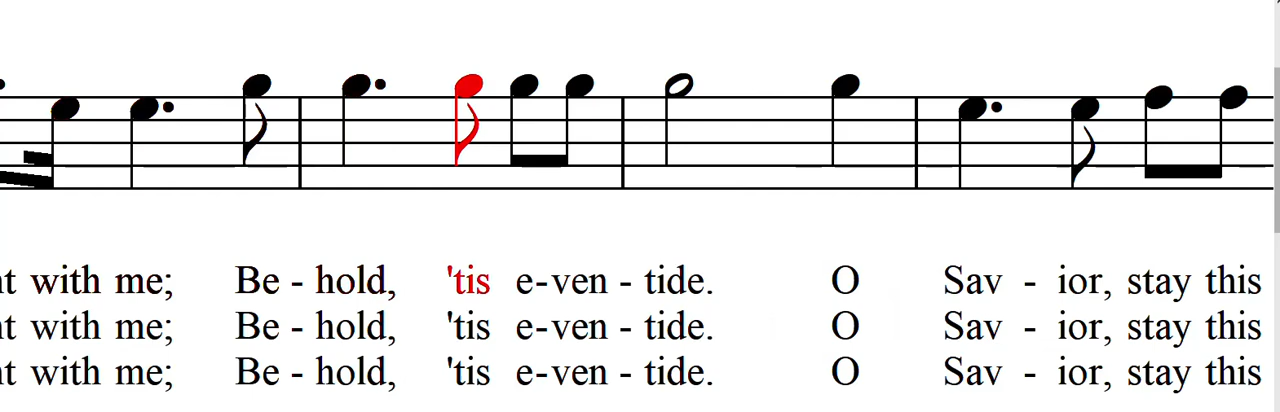 with me; Be - hold, 'tis e-ven - tide. O Sav - ior, stay this
with me; Be - hold, 'tis e-ven - tide. O Sav - ior, stay this
with me; Be - hold, 'tis e-ven - tide. O Sav - ior, stay this